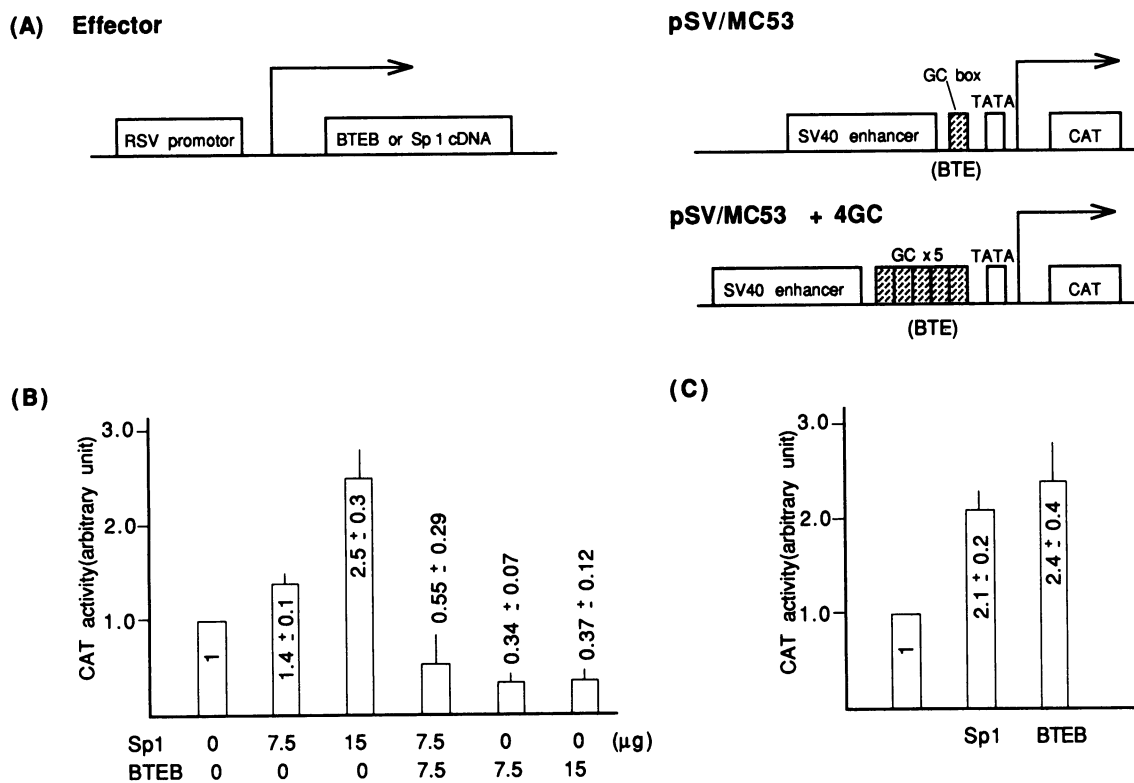 (A) Effector
RSV promotor
BTEB or Sp 1 cDNA
pSV/MC53
GC box
TATA
SV40 enhancer
CAT
(BTE)
pSV/MC53 + 4GC
GC x 5
TATA
SV40 enhancer
CAT
(BTE)
(B)
CAT activity(arbitrary unit)
3.0
2.0
1.0
1
1.4 ± 0.1
2.5 ± 0.3
0.55 ± 0.29
0.34 ± 0.07
0.37 ± 0.12
Sp1 0 7.5 15 7.5 0 0 (μg)
BTEB 0 0 0 7.5 7.5 15
(C)
CAT activity(arbitrary unit)
3.0
2.0
1.0
1
2.1 ± 0.2
2.4 ± 0.4
Sp1 BTEB